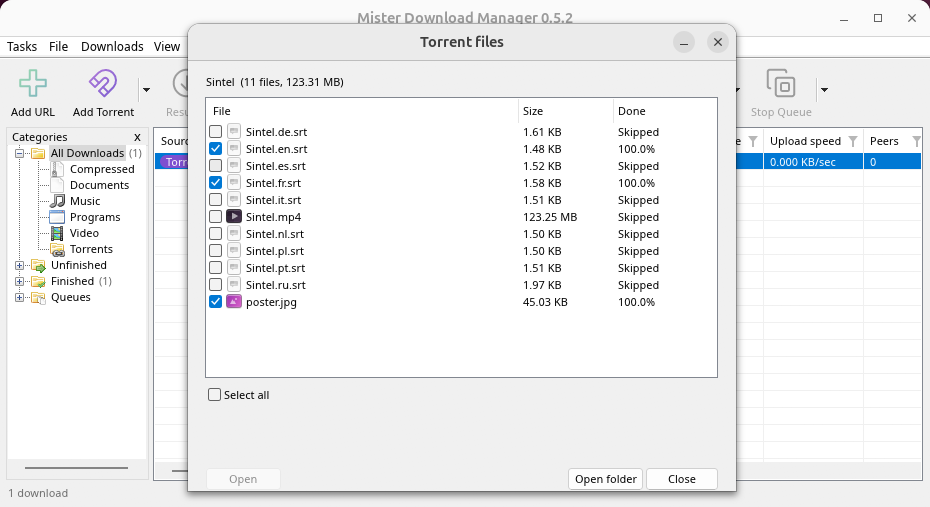 Mister Download Manager 0.5.2
Tasks File Downloads View
Torrent files
Add URL Add Torrent Resu Stop Queue
Sintel (11 files, 123.31 MB)
File Size Done
Sintel.de.srt 1.61 KB Skipped
Sintel.en.srt 1.48 KB 100.0%
Sintel.es.srt 1.52 KB Skipped
Sintel.fr.srt 1.58 KB 100.0%
Sintel.it.srt 1.51 KB Skipped
Sintel.mp4 123.25 MB Skipped
Sintel.nl.srt 1.50 KB Skipped
Sintel.pl.srt 1.50 KB Skipped
Sintel.pt.srt 1.51 KB Skipped
Sintel.ru.srt 1.97 KB Skipped
poster.jpg 45.03 KB 100.0%
Select all
Open Open folder Close
Categories X
All Downloads (1)
Compressed
Documents
Music
Programs
Video
Torrents
Unfinished
Finished (1)
Queues
Sourc e Upload speed Peers
Torre 0.000 KB/sec 0
1 download